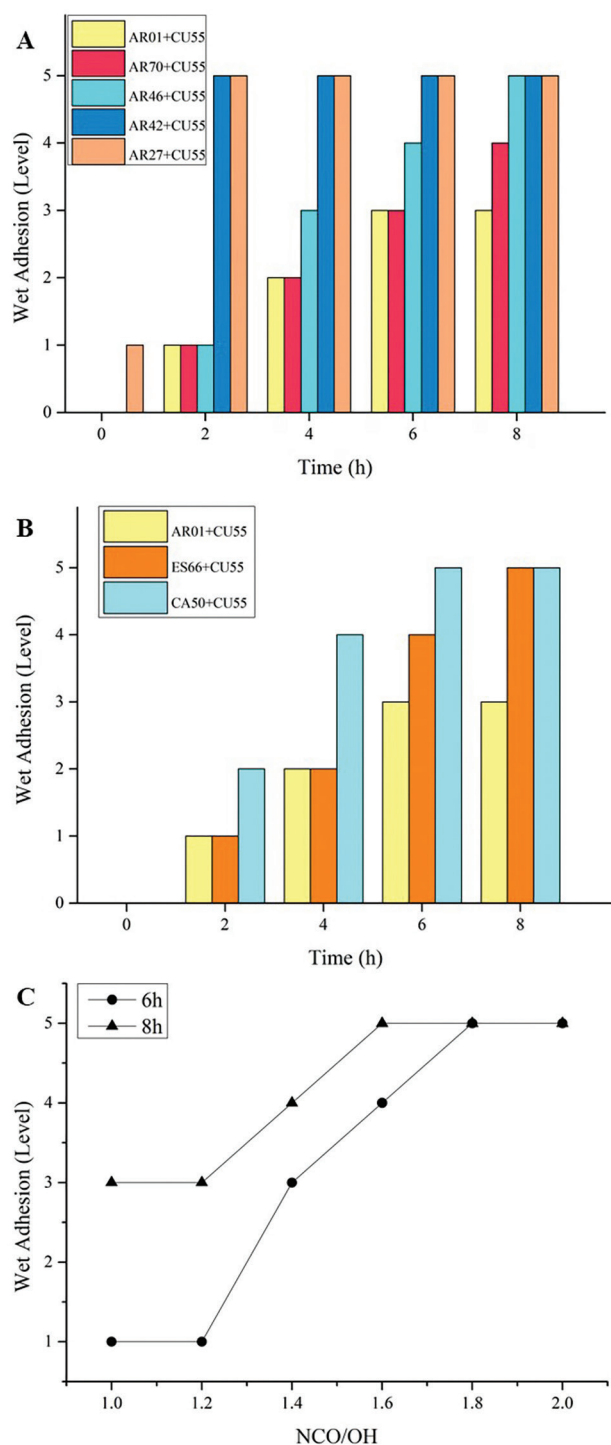 A
AR01+CU55
AR70+CU55
AR46+CU55
AR42+CU55
AR27+CU55
5
4
3
2
1
0
Wet Adhesion (Level)
0 2 4 6 8
Time (h)
B
AR01+CU55
ES66+CU55
CA50+CU55
5
4
3
2
1
0
Wet Adhesion (Level)
0 2 4 6 8
Time (h)
C
6h
8h
5
4
3
2
1
Wet Adhesion (Level)
1.0 1.2 1.4 1.6 1.8 2.0
NCO/OH